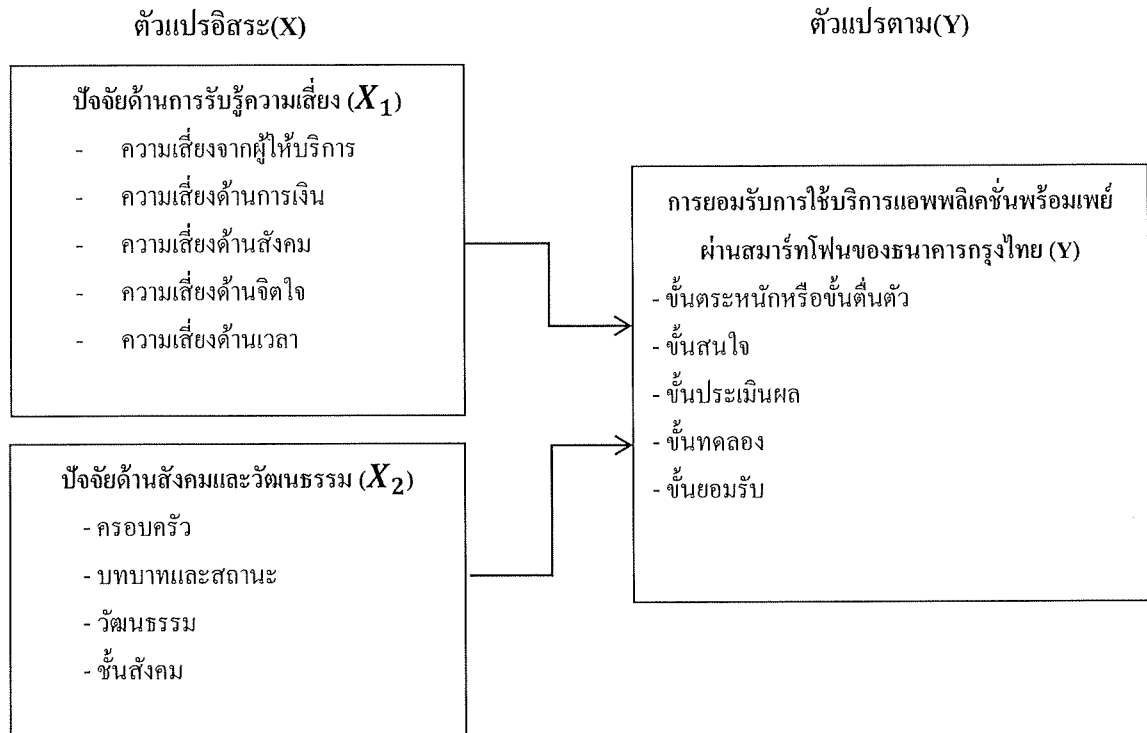 ตัวแปรอิสระ(X)
ตัวแปรตาม(Y)
ปัจจัยด้านการรับรู้ความเสี่ยง (X₁)
- ความเสี่ยงจากผู้ให้บริการ
- ความเสี่ยงด้านการเงิน
- ความเสี่ยงด้านสังคม
- ความเสี่ยงด้านจิตใจ
- ความเสี่ยงด้านเวลา
ปัจจัยด้านสังคมและวัฒนธรรม (X₂)
- ครอบครัว
- บทบาทและสถานะ
- วัฒนธรรม
- ชั้นสังคม
การยอมรับการใช้บริการแอพพลิเคชั่นพร้อมเพย์
ผ่านสมาร์ทโฟนของธนาคารกรุงไทย (Y)
- ขั้นตระหนักหรือขั้นตื่นตัว
- ขั้นสนใจ
- ขั้นประเมินผล
- ขั้นทดลอง
- ขั้นยอมรับ